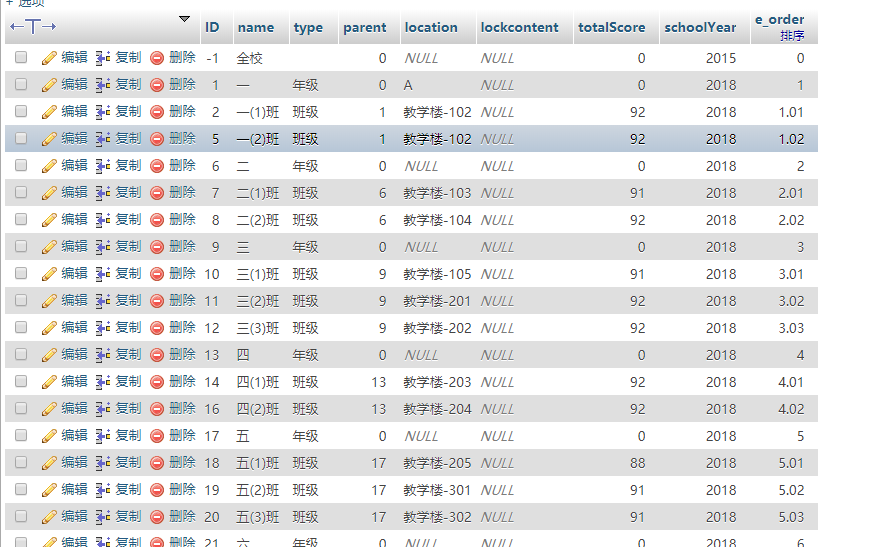 + 选项
←T→ ID name type parent location lockcontent totalScore schoolYear e_order
排序
编辑 复制 删除 -1 全校 0 NULL NULL 0 2015 0
编辑 复制 删除 1 一 年级 0 A NULL 0 2018 1
编辑 复制 删除 2 一(1)班 班级 1 教学楼-102 NULL 92 2018 1.01
编辑 复制 删除 5 一(2)班 班级 1 教学楼-102 NULL 92 2018 1.02
编辑 复制 删除 6 二 年级 0 NULL NULL 0 2018 2
编辑 复制 删除 7 二(1)班 班级 6 教学楼-103 NULL 91 2018 2.01
编辑 复制 删除 8 二(2)班 班级 6 教学楼-104 NULL 92 2018 2.02
编辑 复制 删除 9 三 年级 0 NULL NULL 0 2018 3
编辑 复制 删除 10 三(1)班 班级 9 教学楼-105 NULL 91 2018 3.01
编辑 复制 删除 11 三(2)班 班级 9 教学楼-201 NULL 92 2018 3.02
编辑 复制 删除 12 三(3)班 班级 9 教学楼-202 NULL 92 2018 3.03
编辑 复制 删除 13 四 年级 0 NULL NULL 0 2018 4
编辑 复制 删除 14 四(1)班 班级 13 教学楼-203 NULL 92 2018 4.01
编辑 复制 删除 16 四(2)班 班级 13 教学楼-204 NULL 92 2018 4.02
编辑 复制 删除 17 五 年级 0 NULL NULL 0 2018 5
编辑 复制 删除 18 五(1)班 班级 17 教学楼-205 NULL 88 2018 5.01
编辑 复制 删除 19 五(2)班 班级 17 教学楼-301 NULL 91 2018 5.02
编辑 复制 删除 20 五(3)班 班级 17 教学楼-302 NULL 91 2018 5.03
编辑 复制 删除 21 六 年级 0 NULL NULL 0 2018 6